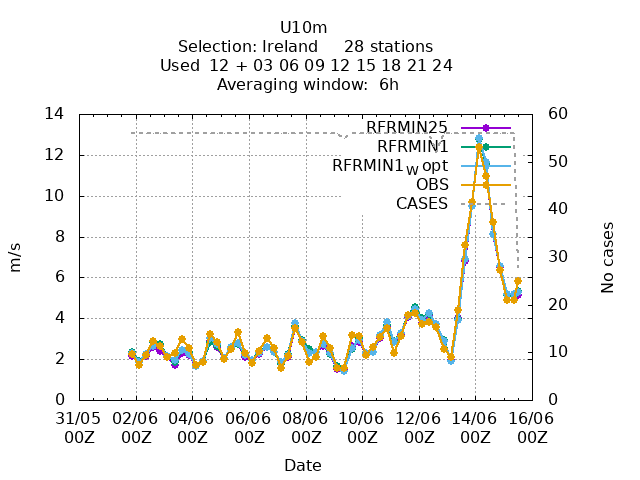 U10m
Selection: Ireland 28 stations
Used 12 + 03 06 09 12 15 18 21 24
Averaging window: 6h
14 60
12 50
10 40
8 30
6 20
4 10
2 0
0
m/s
No cases
RFRMIN25
RFRMIN1
RFRMIN1_W opt
OBS
CASES
31/05 02/06 04/06 06/06 08/06 10/06 12/06 14/06 16/06
00Z 00Z 00Z 00Z 00Z 00Z 00Z 00Z 00Z
Date